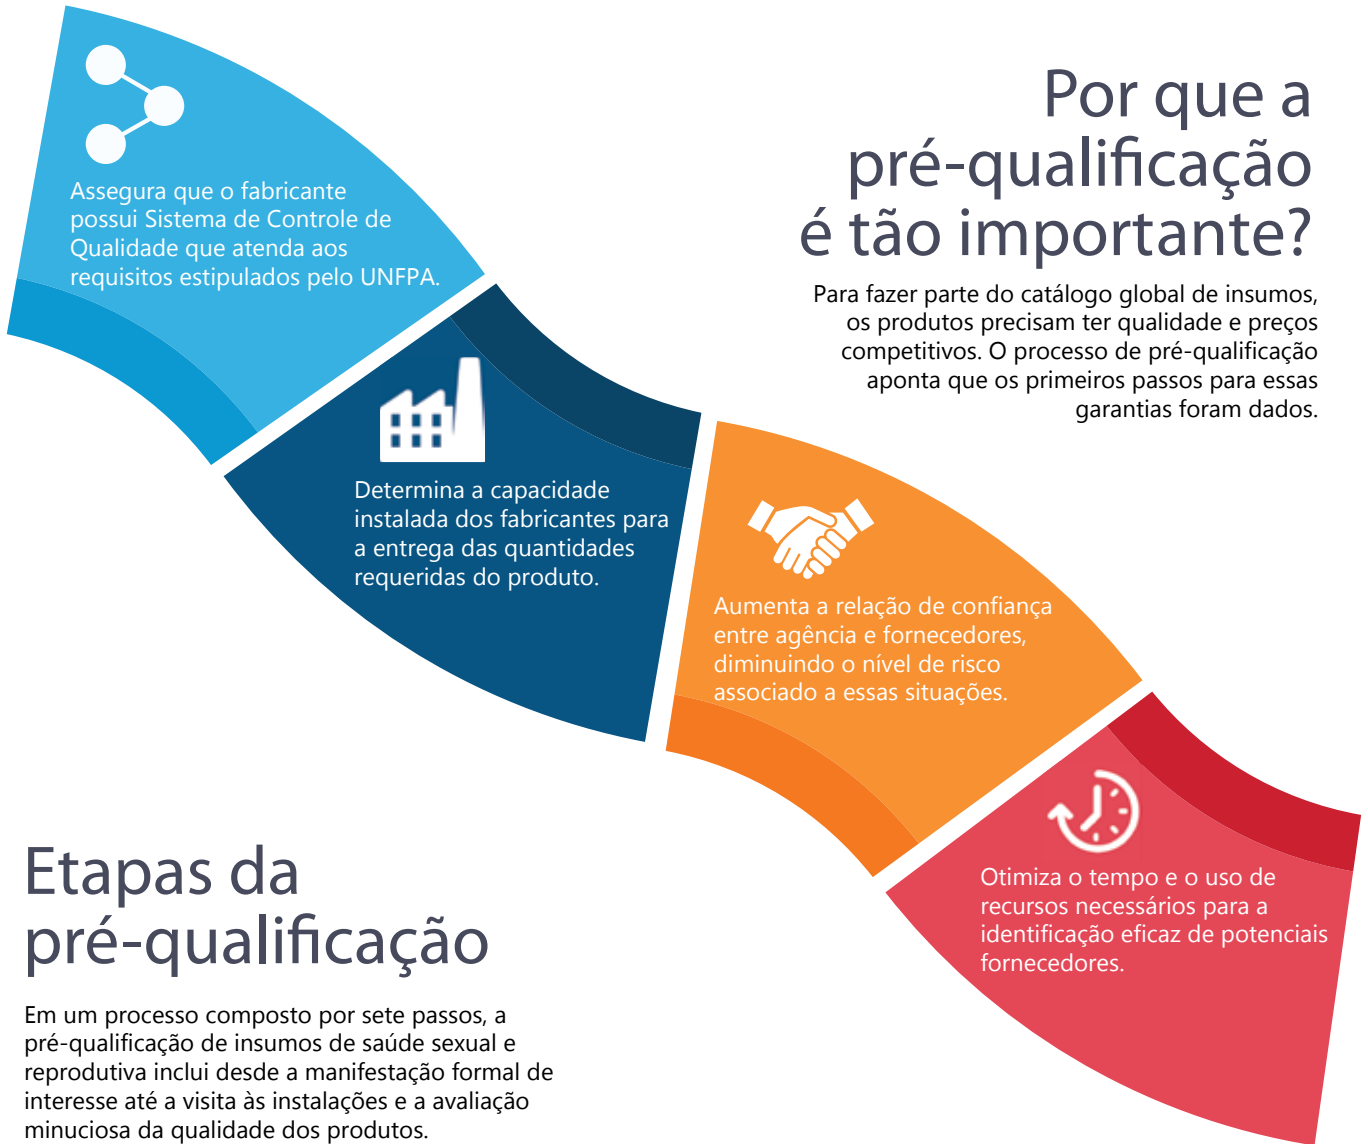 Por que a
pré-qualificação
é tão importante?
Para fazer parte do catálogo global de insumos,
os produtos precisam ter qualidade e preços
competitivos. O processo de pré-qualificação
aponta que os primeiros passos para essas
garantias foram dados.
Assegura que o fabricante
possui Sistema de Controle de
Qualidade que atenda aos
requisitos estipulados pelo UNFPA.
Determina a capacidade
instalada dos fabricantes para
a entrega das quantidades
requeridas do produto.
Aumenta a relação de confiança
entre agência e fornecedores,
diminuindo o nível de risco
associado a essas situações.
Otimiza o tempo e o uso de
recursos necessários para a
identificação eficaz de potenciais
fornecedores.
Etapas da
pré-qualificação
Em um processo composto por sete passos, a
pré-qualificação de insumos de saúde sexual e
reprodutiva inclui desde a manifestação formal de
interesse até a visita às instalações e a avaliação
minuciosa da qualidade dos produtos.